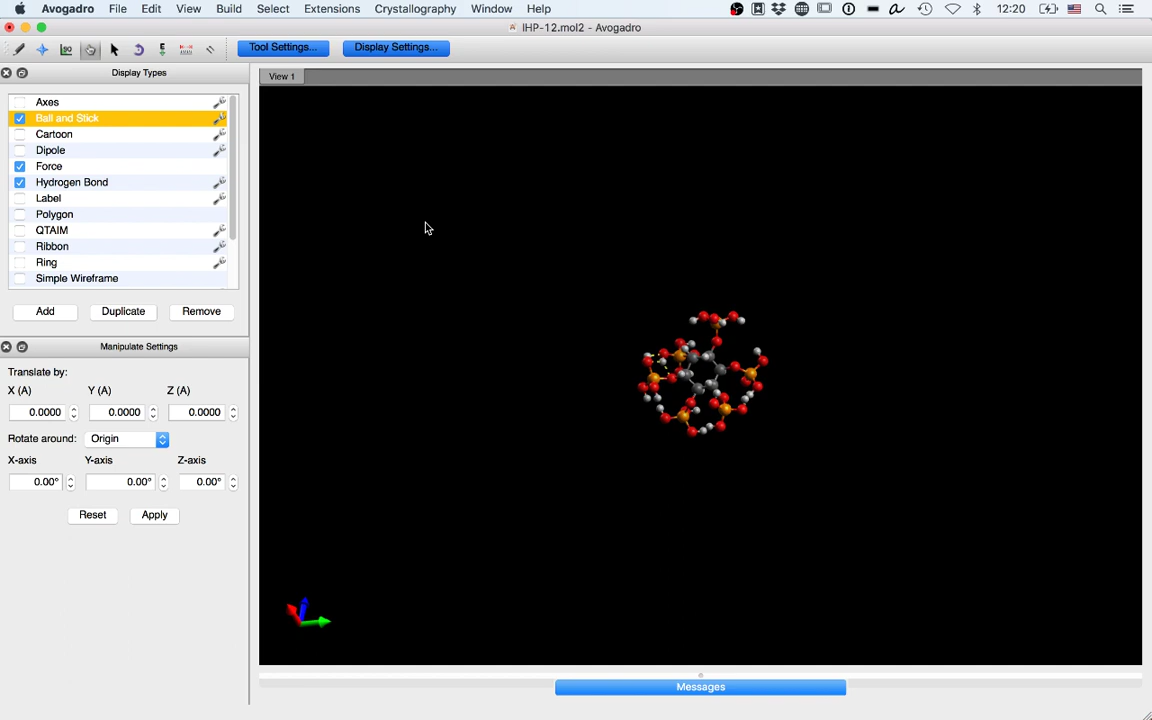 Avogadro File Edit View Build Select Extensions Crystallography Window Help 12:20
IHP-12.mol2 - Avogadro
Tool Settings... Display Settings...
Display Types
View 1
Axes
Ball and Stick
Cartoon
Dipole
Force
Hydrogen Bond
Label
Polygon
QTAIM
Ribbon
Ring
Simple Wireframe
Add Duplicate Remove
Manipulate Settings
Translate by:
X (A) Y (A) Z (A)
0.0000 0.0000 0.0000
Rotate around: Origin
X-axis Y-axis Z-axis
0.00° 0.00° 0.00°
Reset Apply
Messages